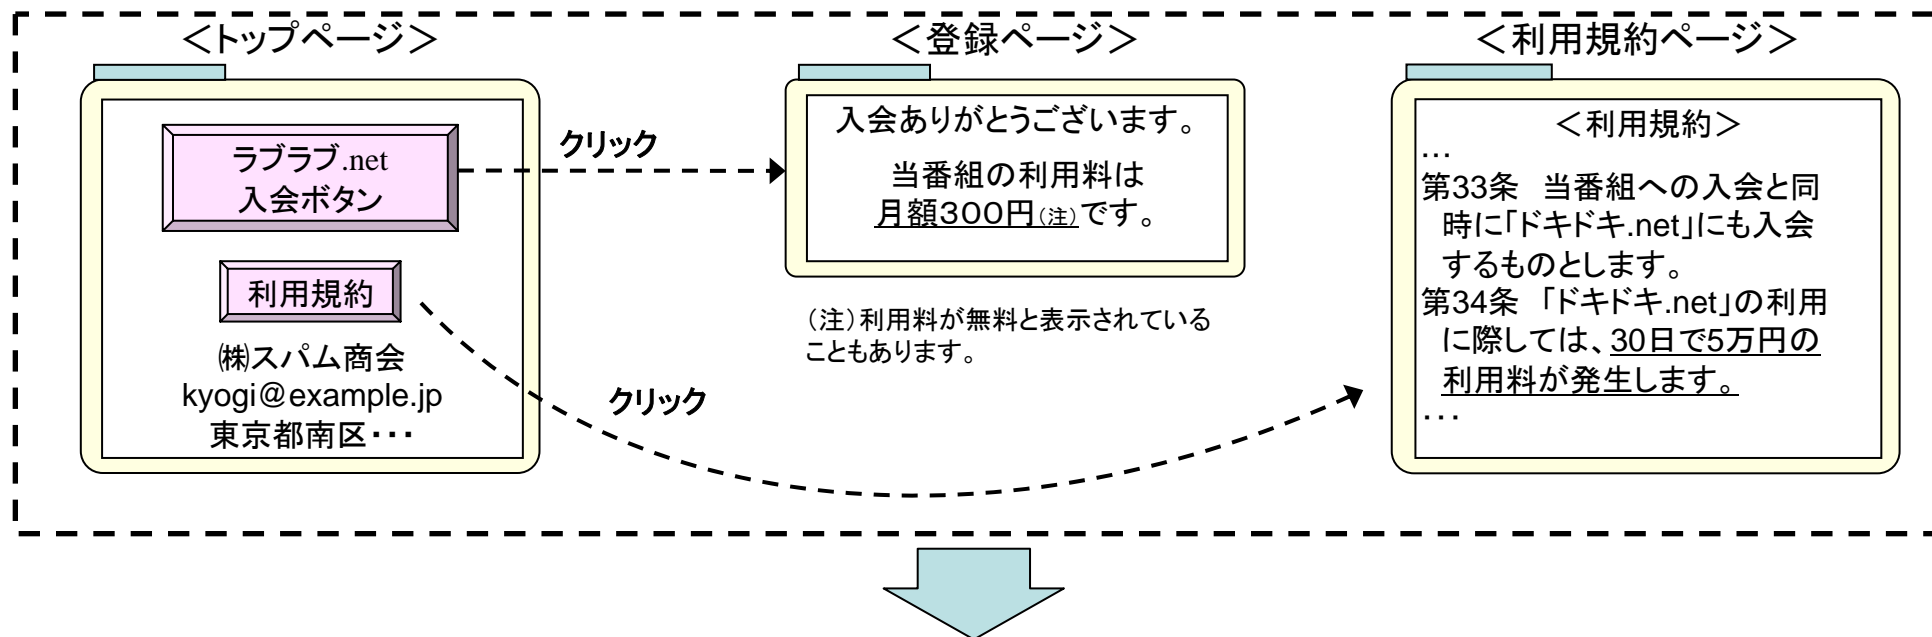 ＜トップページ＞
ラブラブ.net
入会ボタン
利用規約
㈱スパム商会
kyogi@example.jp
東京都南区･･･
クリック
クリック
＜登録ページ＞
入会ありがとうございます。
当番組の利用料は
月額３００円（注）です。
（注）利用料が無料と表示されている
こともあります。
＜利用規約ページ＞
＜利用規約＞
…
第33条　当番組への入会と同
時に「ドキドキ.net」にも入会
するものとします。
第34条　「ドキドキ.net」の利用
に際しては、30日で5万円の
利用料が発生します。
･･･